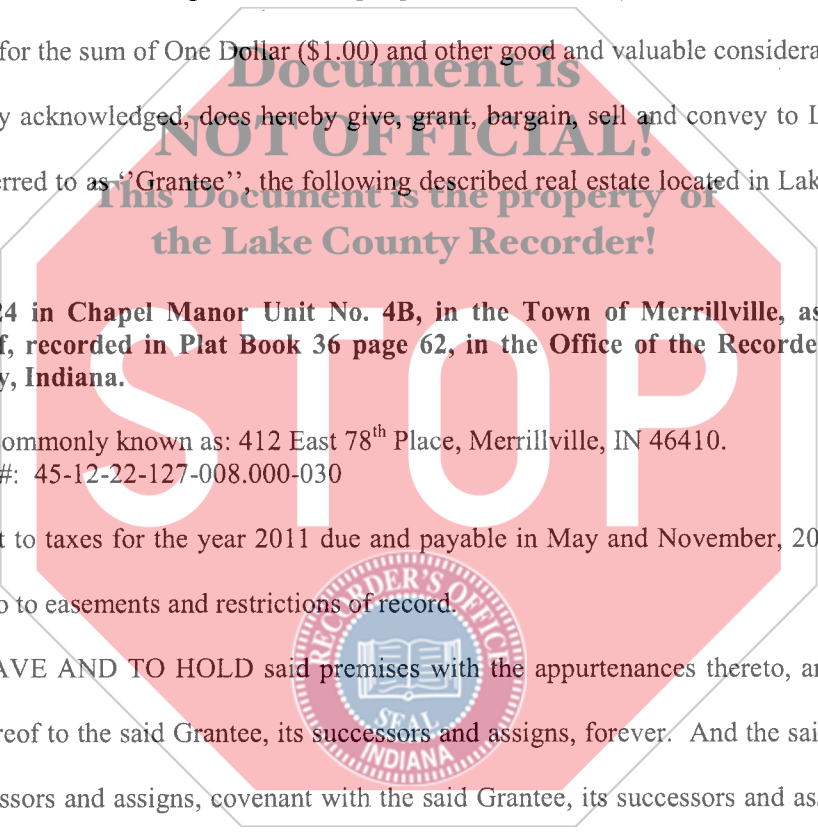 for the sum of One Dollar ($1.00) and other good and valuable considera
Document is
y acknowledged, does hereby give, grant, bargain, sell and convey to L
NOT OFFICIAL!
erred to as ‘’Grantee’’, the following described real estate located in Lak
This Document is the property of
the Lake County Recorder!
24 in Chapel Manor Unit No. 4B, in the Town of Merrillville, as
f, recorded in Plat Book 36 page 62, in the Office of the Recorde
y, Indiana.
STOP
ommonly known as: 412 East 78th Place, Merrillville, IN 46410.
#: 45-12-22-127-008.000-030
t to taxes for the year 2011 due and payable in May and November, 20
o to easements and restrictions of record.
RECORDER'S OFFICE
AVE AND TO HOLD said premises with the appurtenances thereto, a
SEAL
reof to the said Grantee, its successors and assigns, forever. And the sai
INDIANA
ssors and assigns, covenant with the said Grantee, its successors and as